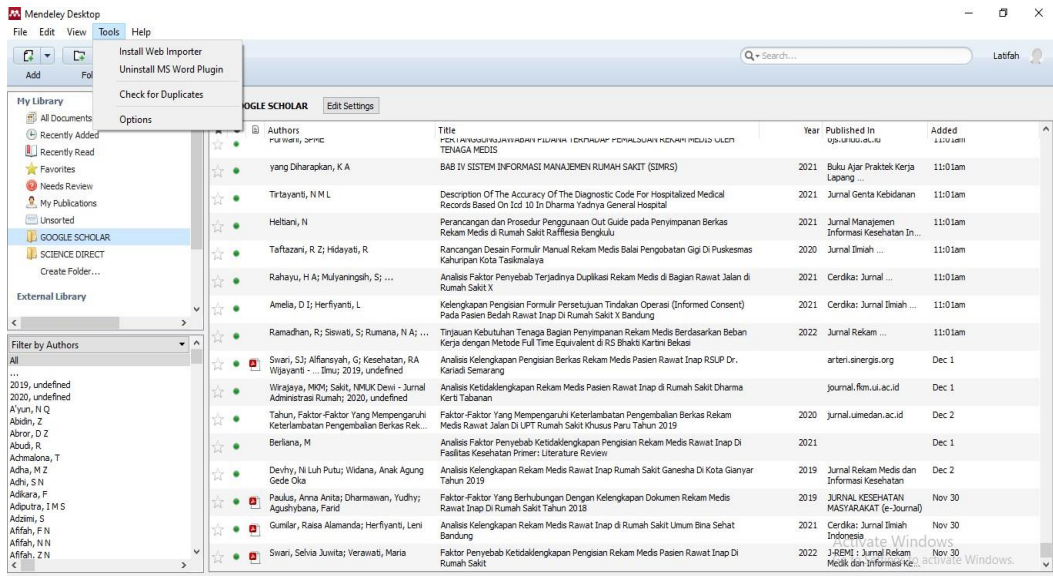 Mendeley Desktop
File Edit View Tools Help
Install Web Importer
Uninstall MS Word Plugin
Check for Duplicates
Options
Add
Fol
Search...
Latifah
My Library
All Documents
Recently Added
Recently Read
Favorites
Needs Review
My Publications
Unsorted
GOOGLE SCHOLAR
SCIENCE DIRECT
Create Folder...
External Library
Filter by Authors
All
...
2019, undefined
2020, undefined
A'yun, N Q
Abidin, Z
Abror, D Z
Abudi, R
Achmalona, T
Adha, M Z
Adhi, S N
Adikara, F
Adiputra, I M S
Adzimi, S
Afifah, F N
Afifah, N N
Afifah, Z N
OOGLE SCHOLAR Edit Settings
Authors Title Year Published In Added
Purwani, SPME PERTANGGUNGJAWABAN PIDANA TERHADAP PEMALSUAN REKAM MEDIS OLEH ojs.unud.ac.id 11:01am
TENAGA MEDIS
yang Diharapkan, K A BAB IV SISTEM INFORMASI MANAJEMEN RUMAH SAKIT (SIMRS) 2021 Buku Ajar Praktek Kerja 11:01am
Lapang ...
Tirtayanti, N M L Description Of The Accuracy Of The Diagnostic Code For Hospitalized Medical 2021 Jurnal Genta Kebidanan 11:01am
Records Based On Icd 10 In Dharma Yadnya General Hospital
Heltiani, N Perancangan dan Prosedur Penggunaan Out Guide pada Penyimpanan Berkas 2021 Jurnal Manajemen 11:01am
Rekam Medis di Rumah Sakit Rafflesia Bengkulu Informasi Kesehatan In...
Taftazani, R Z; Hidayati, R Rancangan Desain Formulir Manual Rekam Medis Balai Pengobatan Gigi Di Puskesmas 2020 Jurnal Ilmiah ... 11:01am
Kahuripan Kota Tasikmalaya
Rahayu, H A; Mulyaningsih, S; ... Analisis Faktor Penyebab Terjadinya Duplikasi Rekam Medis di Bagian Rawat Jalan di 2021 Cerdika: Jurnal ... 11:01am
Rumah Sakit X
Amelia, D I; Herfiyanti, L Kelengkapan Pengisian Formulir Persetujuan Tindakan Operasi (Informed Consent) 2021 Cerdika: Jurnal Ilmiah ... 11:01am
Pada Pasien Bedah Rawat Inap Di Rumah Sakit X Bandung
Ramadhan, R; Siswati, S; Rumana, N A; ... Tinjauan Kebutuhan Tenaga Bagian Penyimpanan Rekam Medis Berdasarkan Beban 2022 Jurnal Rekam ... 11:01am
Kerja dengan Metode Full Time Equivalent di RS Bhakti Kartini Bekasi
Swari, SJ; Alfiansyah, G; Kesehatan, RA Analisis Kelengkapan Pengisian Berkas Rekam Medis Pasien Rawat Inap RSUP Dr. arteri.sinergis.org Dec 1
Wijayanti - ... Ilmu; 2019, undefined Kariadi Semarang
Wirajaya, MKM; Sakit, NMUK Dewi - Jurnal Analisis Ketidaklengkapan Rekam Medis Pasien Rawat Inap di Rumah Sakit Dharma journal.fkm.ui.ac.id Dec 1
Administrasi Rumah; 2020, undefined Kerti Tabanan
Tahun, Faktor-Faktor Yang Mempengaruhi Faktor-Faktor Yang Mempengaruhi Keterlambatan Pengembalian Berkas Rekam 2020 jurnal.uimedan.ac.id Dec 2
Keterlambatan Pengembalian Berkas Rek... Medis Rawat Jalan Di UPT Rumah Sakit Khusus Paru Tahun 2019
Berliana, M Analisis Faktor Penyebab Ketidaklengkapan Pengisian Rekam Medis Rawat Inap Di 2021 Dec 1
Fasilitas Kesehatan Primer: Literature Review
Devhy, Ni Luh Putu; Widana, Anak Agung Analisis Kelengkapan Rekam Medis Rawat Inap Rumah Sakit Ganesha Di Kota Gianyar 2019 Jurnal Rekam Medis dan Dec 2
Gede Oka Tahun 2019 Informasi Kesehatan
Paulus, Anna Anita; Dharmawan, Yudhy; Faktor-Faktor Yang Berhubungan Dengan Kelengkapan Dokumen Rekam Medis 2019 JURNAL KESEHATAN Nov 30
Agushybana, Farid Rawat Inap Di Rumah Sakit Tahun 2018 MASYARAKAT (e-Journal)
Gumilar, Raisa Alamanda; Herfiyanti, Leni Analisis Kelengkapan Rekam Medis Rawat Inap di Rumah Sakit Umum Bina Sehat 2021 Cerdika: Jurnal Ilmiah Nov 30
Bandung Indonesia
Swari, Selvia Juwita; Verawati, Maria Faktor Penyebab Ketidaklengkapan Pengisian Rekam Medis Pasien Rawat Inap Di 2022 J-REMI : Jurnal Rekam Nov 30
Rumah Sakit Medik dan Informasi Ke...
Activate Windows
to activate Windows.